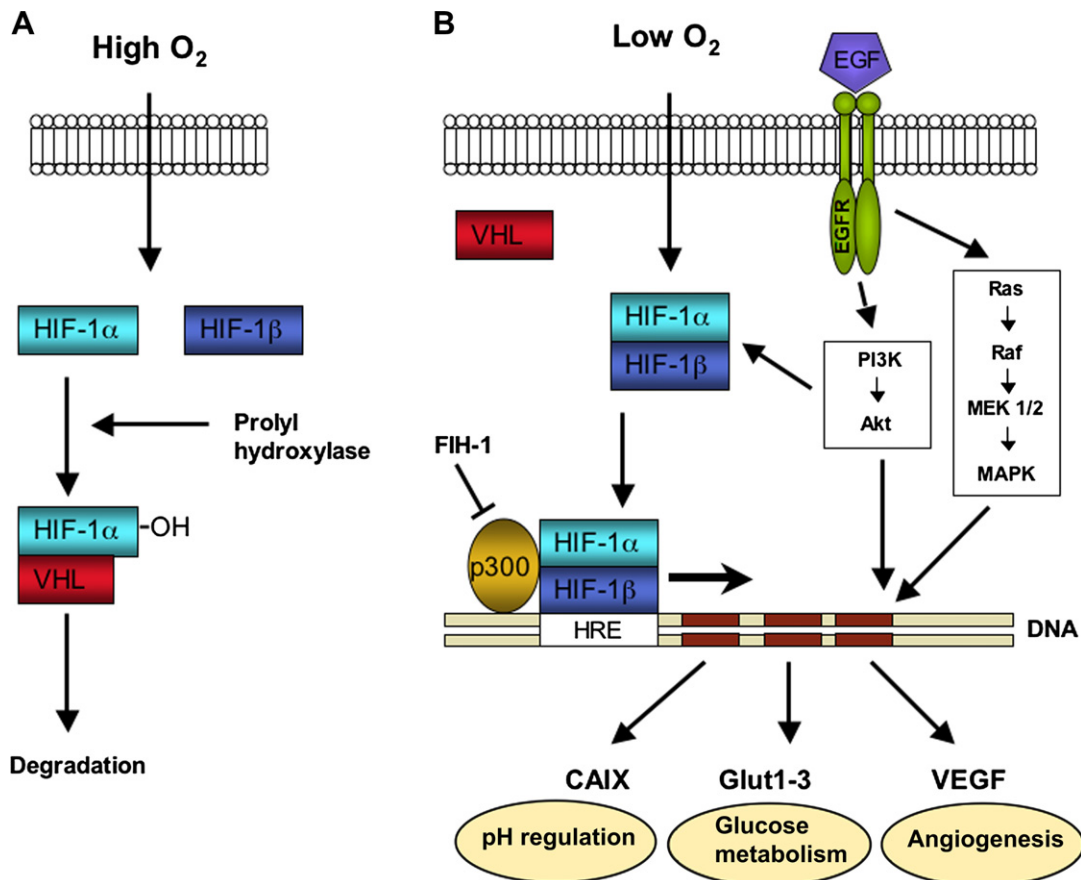 A
High O2
HIF-1α
HIF-1β
Prolyl
hydroxylase
HIF-1α
-OH
VHL
Degradation
B
Low O2
EGF
VHL
EGFR
HIF-1α
HIF-1β
PI3K
Akt
Ras
Raf
MEK 1/2
MAPK
FIH-1
p300
HIF-1α
HIF-1β
HRE
DNA
CAIX
Glut1-3
VEGF
pH regulation
Glucose
metabolism
Angiogenesis